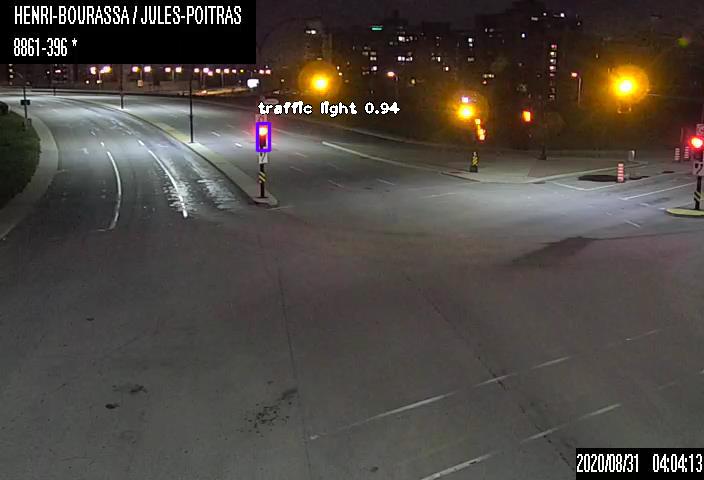 HENRI-BOURASSA / JULES-POITRAS
8861-396 *
traffic light 0.94
2020/08/31 04:04:13